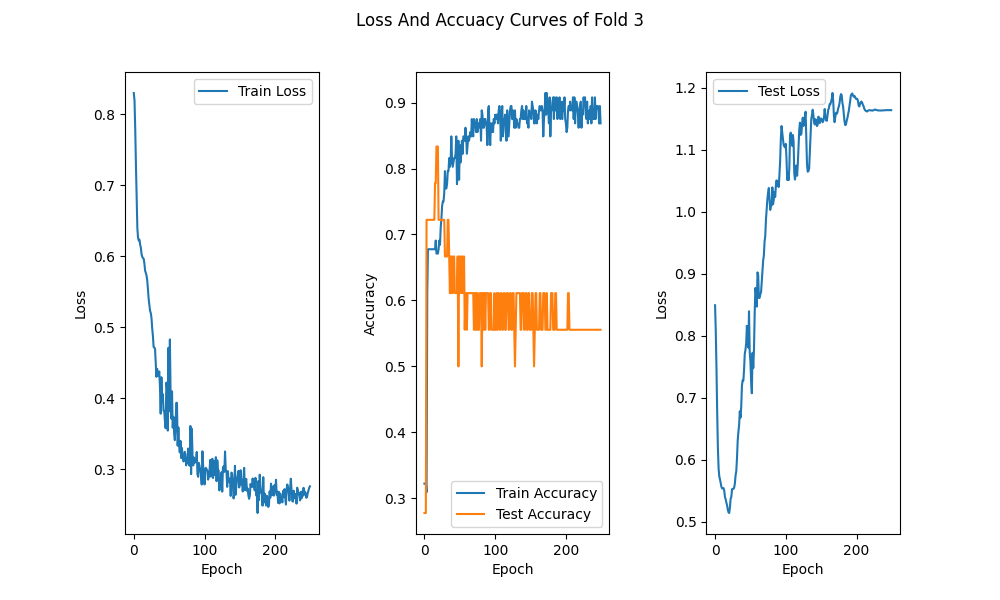 Loss And Accuacy Curves of Fold 3
Train Loss
0.8
0.7
0.6
0.5
0.4
0.3
Loss
0
100
200
Epoch
0.9
0.8
0.7
0.6
0.5
0.4
0.3
Accuracy
Train Accuracy
Test Accuracy
0
100
200
Epoch
Test Loss
1.2
1.1
1.0
0.9
0.8
0.7
0.6
0.5
Loss
0
100
200
Epoch